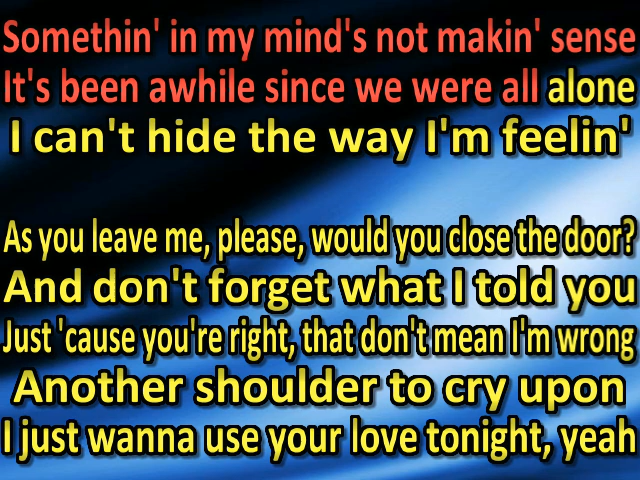 Somethin' in my mind's not makin' sense
It's been awhile since we were all alone
I can't hide the way I'm feelin'
As you leave me, please, would you close the door?
And don't forget what I told you
Just 'cause you're right, that don't mean I'm wrong
Another shoulder to cry upon
I just wanna use your love tonight, yeah